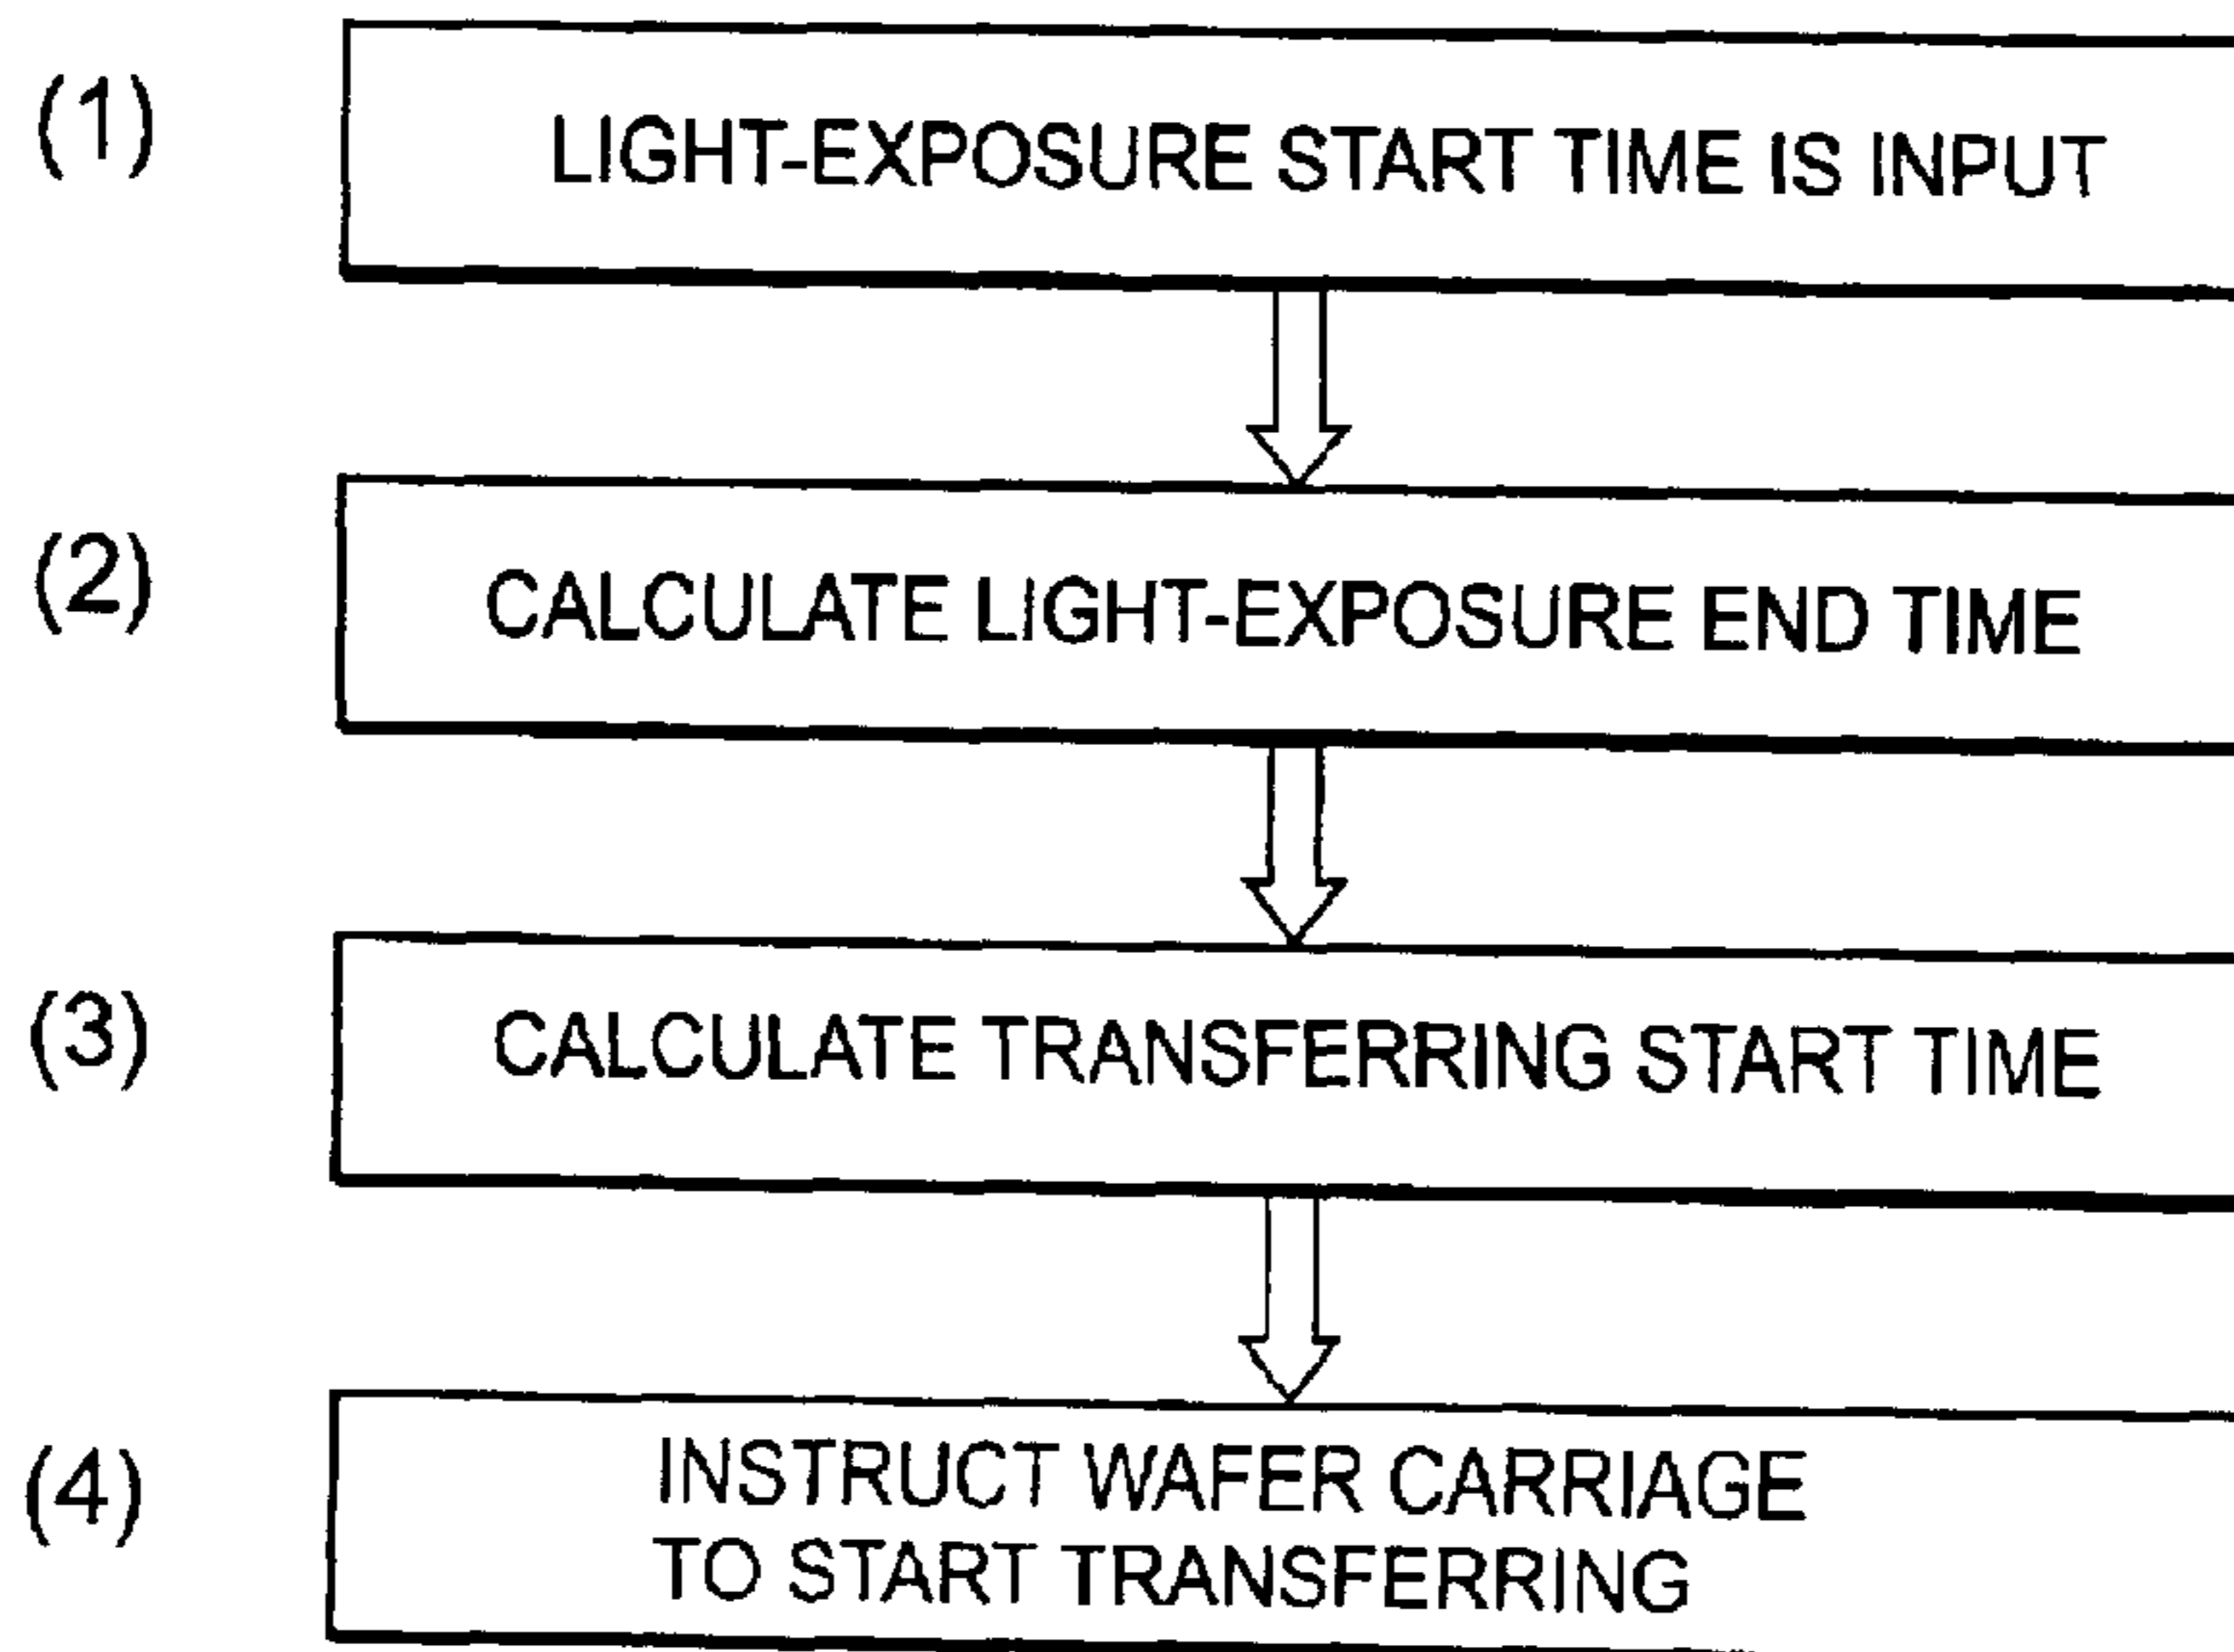 (1) LIGHT-EXPOSURE START TIME IS INPUT
(2) CALCULATE LIGHT-EXPOSURE END TIME
(3) CALCULATE TRANSFERRING START TIME
(4) INSTRUCT WAFER CARRIAGE
TO START TRANSFERRING